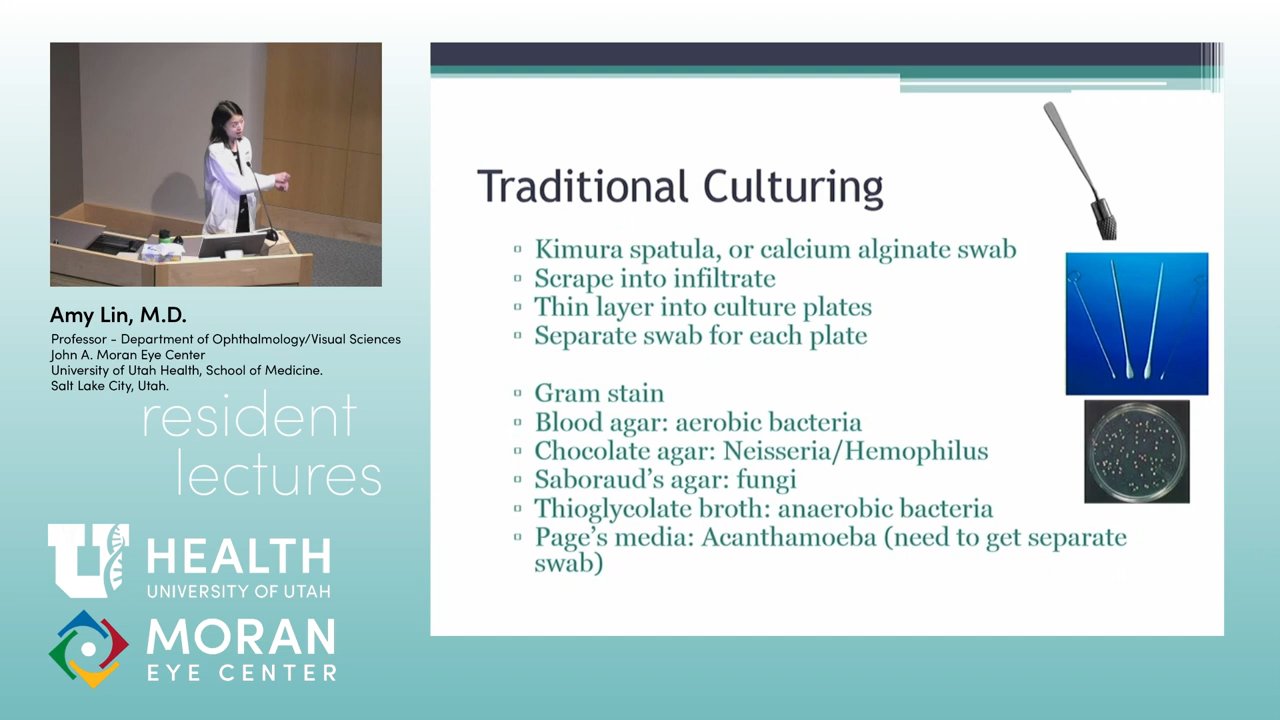 Amy Lin, M.D.
Professor - Department of Ophthalmology/Visual Sciences
John A. Moran Eye Center
University of Utah Health, School of Medicine.
Salt Lake City, Utah.
resident
lectures
U HEALTH
UNIVERSITY OF UTAH
MORAN
EYE CENTER
Traditional Culturing
Kimura spatula, or calcium alginate swab
Scrape into infiltrate
Thin layer into culture plates
Separate swab for each plate
Gram stain
Blood agar: aerobic bacteria
Chocolate agar: Neisseria/Hemophilus
Saboraud's agar: fungi
Thioglycolate broth: anaerobic bacteria
Page's media: Acanthamoeba (need to get separate
swab)